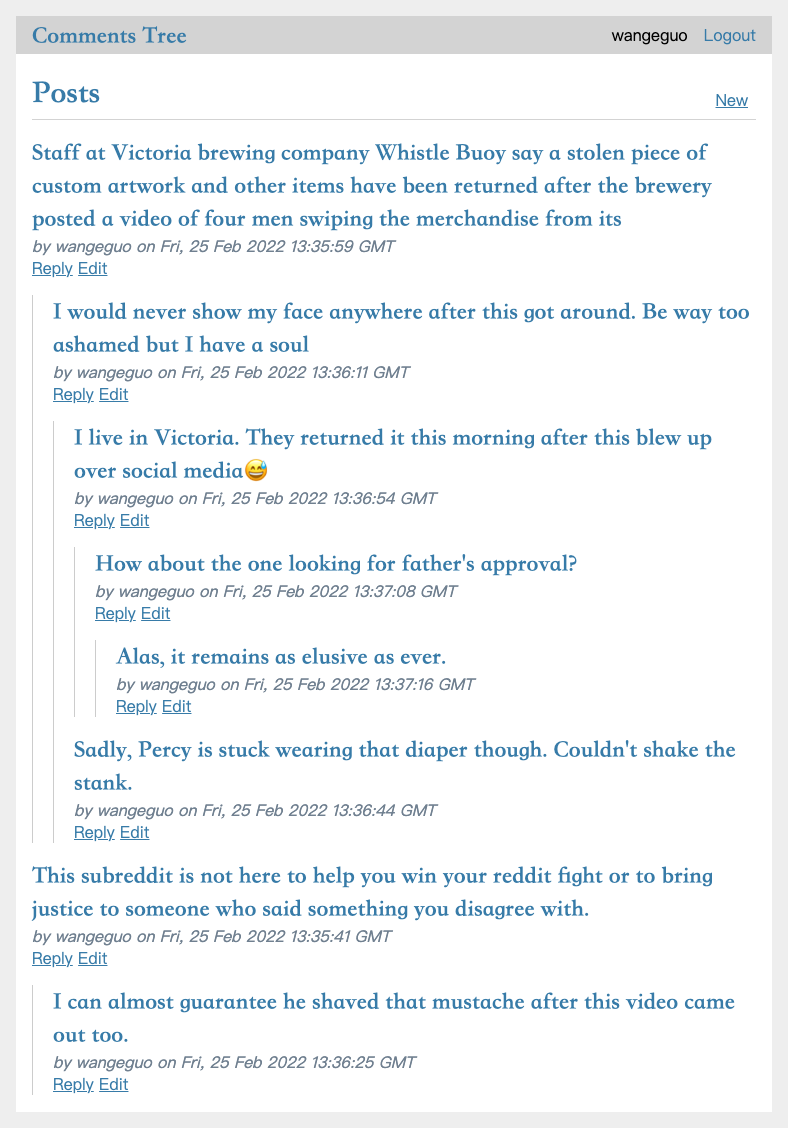 Comments Tree
wangeguo Logout
Posts
New
Staff at Victoria brewing company Whistle Buoy say a stolen piece of
custom artwork and other items have been returned after the brewery
posted a video of four men swiping the merchandise from its
by wangeguo on Fri, 25 Feb 2022 13:35:59 GMT
Reply Edit
I would never show my face anywhere after this got around. Be way too
ashamed but I have a soul
by wangeguo on Fri, 25 Feb 2022 13:36:11 GMT
Reply Edit
I live in Victoria. They returned it this morning after this blew up
over social media😅
by wangeguo on Fri, 25 Feb 2022 13:36:54 GMT
Reply Edit
How about the one looking for father's approval?
by wangeguo on Fri, 25 Feb 2022 13:37:08 GMT
Reply Edit
Alas, it remains as elusive as ever.
by wangeguo on Fri, 25 Feb 2022 13:37:16 GMT
Reply Edit
Sadly, Percy is stuck wearing that diaper though. Couldn't shake the
stank.
by wangeguo on Fri, 25 Feb 2022 13:36:44 GMT
Reply Edit
This subreddit is not here to help you win your reddit fight or to bring
justice to someone who said something you disagree with.
by wangeguo on Fri, 25 Feb 2022 13:35:41 GMT
Reply Edit
I can almost guarantee he shaved that mustache after this video came
out too.
by wangeguo on Fri, 25 Feb 2022 13:36:25 GMT
Reply Edit